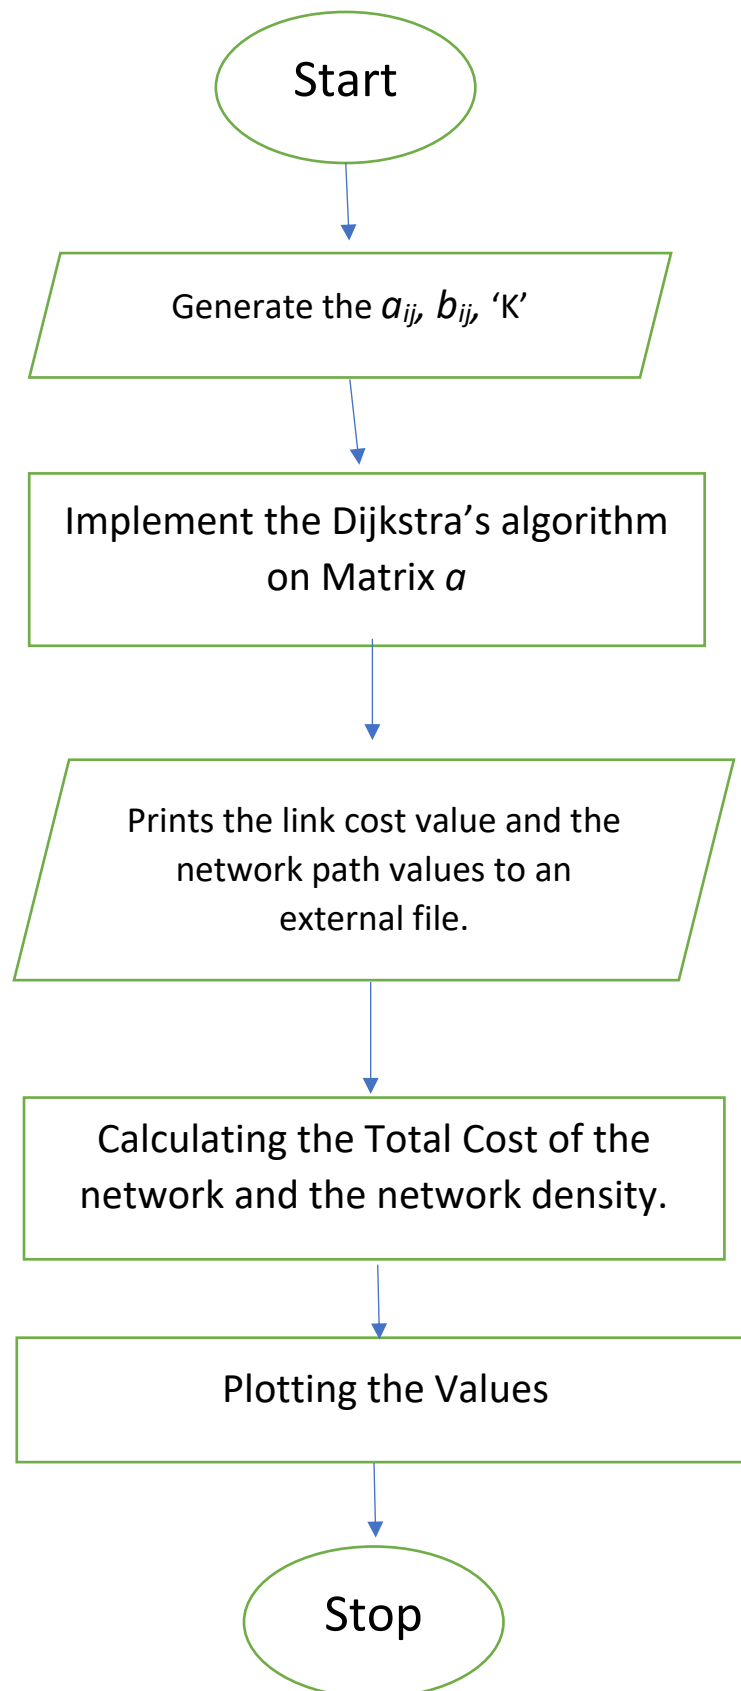 Start
Generate the aij, bij, ‘K’
Implement the Dijkstra’s algorithm
on Matrix a
Prints the link cost value and the
network path values to an
external file.
Calculating the Total Cost of the
network and the network density.
Plotting the Values
Stop